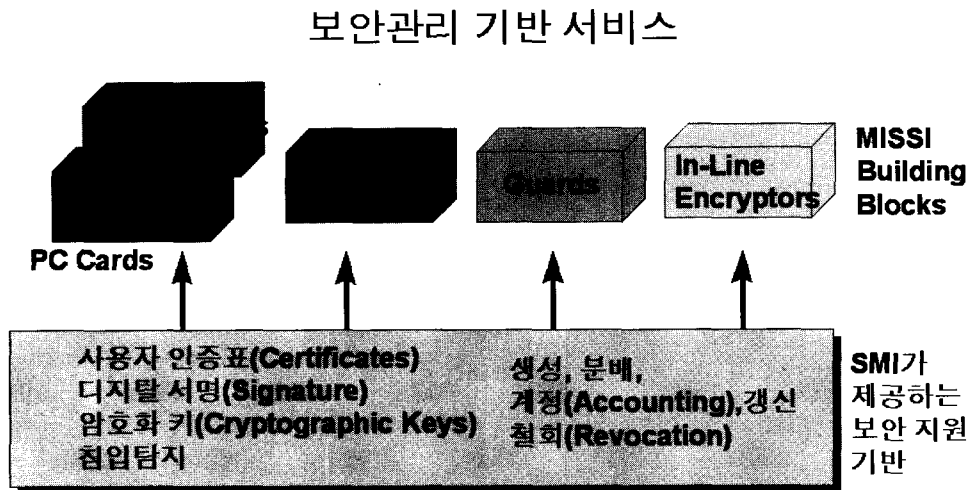 보안관리 기반 서비스
Guards
In-Line
Encryptors
MISSI
Building
Blocks
PC Cards
사용자 인증표(Certificates)
디지탈 서명(Signature)
암호화 키(Cryptographic Keys)
침입탐지
생성, 분배,
계정(Accounting),갱신
철회(Revocation)
SMI가
제공하는
보안 지원
기반